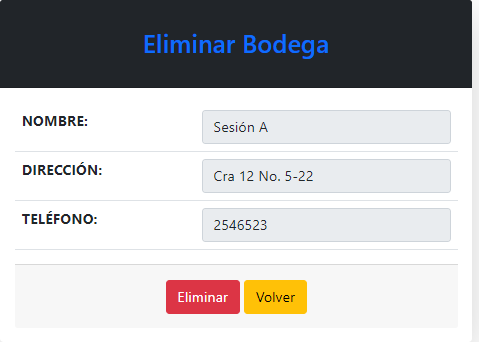 Eliminar Bodega
NOMBRE: Sesión A
DIRECCIÓN: Cra 12 No. 5-22
TELÉFONO: 2546523
Eliminar Volver